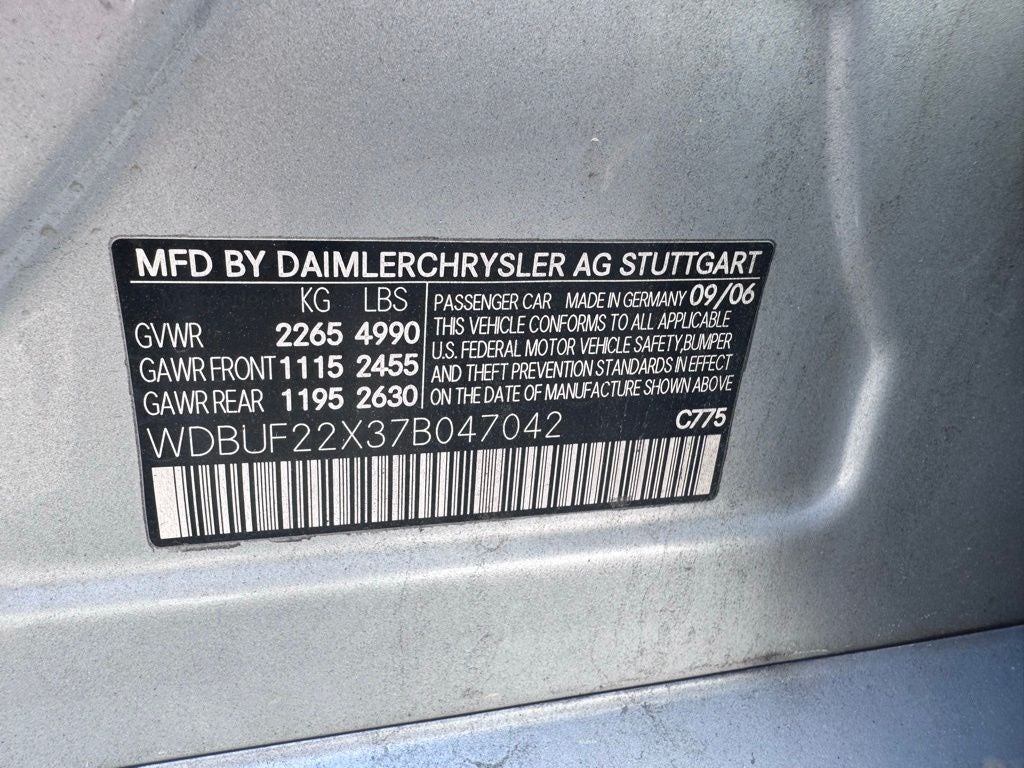 MFD BY DAIMLERCHRYSLER AG STUTTGART
KG LBS
GVWR 2265 4990
GAWR FRONT 1115 2455
GAWR REAR 1195 2630
PASSENGER CAR MADE IN GERMANY 09/06
THIS VEHICLE CONFORMS TO ALL APPLICABLE
U.S. FEDERAL MOTOR VEHICLE SAFETY,BUMPER
AND THEFT PREVENTION STANDARDS IN EFFECT
ON THE DATE OF MANUFACTURE SHOWN ABOVE
WDBUF22X37B047042 C775